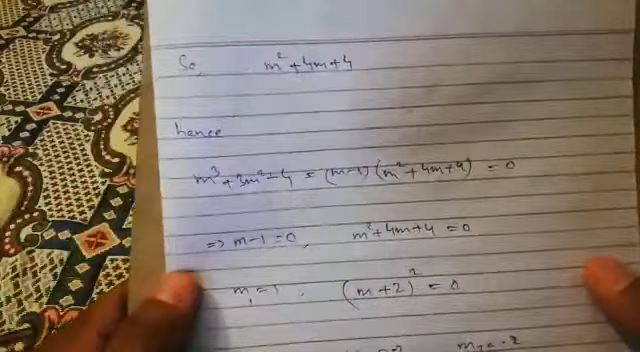 So, m² + 4m + 4
hence
m³ + 3m² - 4 = (m-1) (m² + 4m + 4) = 0
=> m-1 = 0, m² + 4m + 4 = 0
m₁ = 1, (m+2)² = 0
m₂ = -2